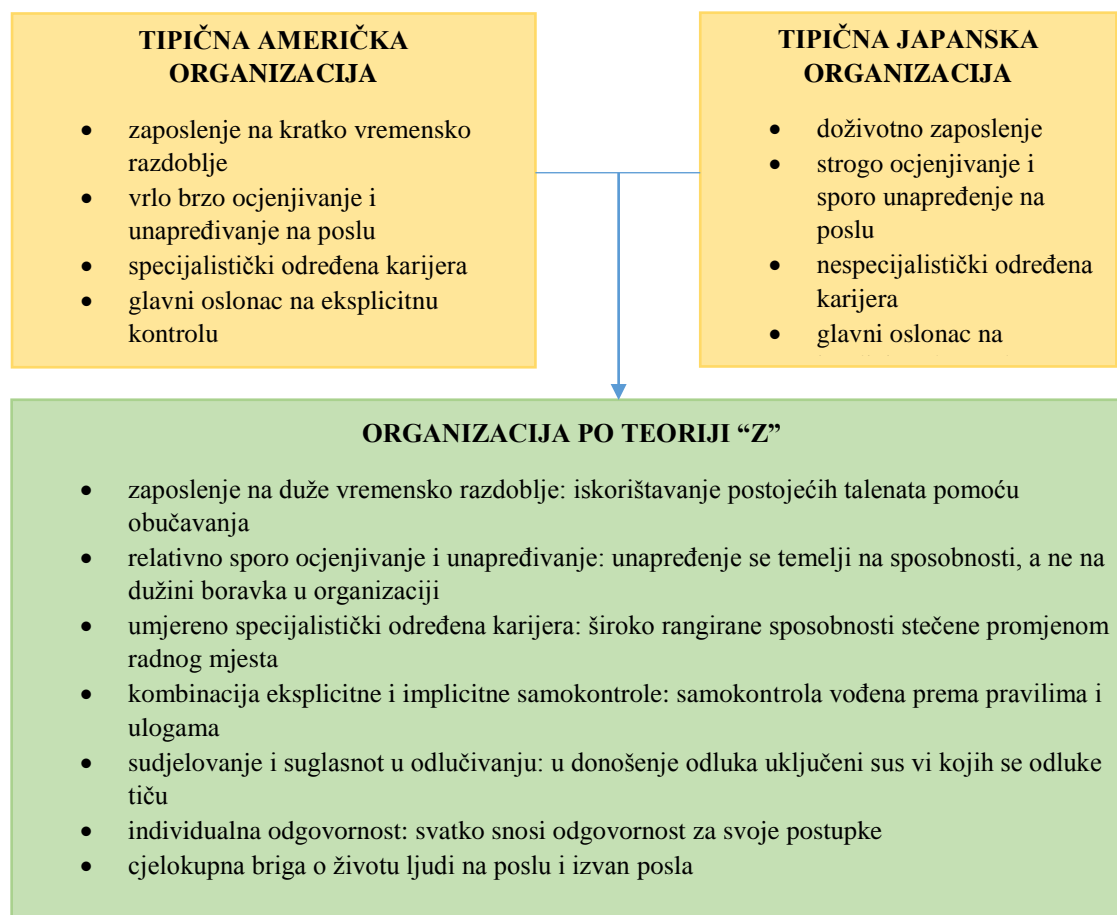 TIPIČNA AMERIČKA
ORGANIZACIJA
• zaposlenje na kratko vremensko
razdoblje
• vrlo brzo ocjenjivanje i
unapređivanje na poslu
• specijalistički određena karijera
• glavni oslonac na eksplicitnu
kontrolu
TIPIČNA JAPANSKA
ORGANIZACIJA
• doživotno zaposlenje
• strogo ocjenjivanje i
sporo unapređenje na
poslu
• nespecijalistički određena
karijera
• glavni oslonac na
ORGANIZACIJA PO TEORIJI “Z”
• zaposlenje na duže vremensko razdoblje: iskorištavanje postojećih talenata pomoću
obučavanja
• relativno sporo ocjenjivanje i unapređivanje: unapređenje se temelji na sposobnosti, a ne na
dužini boravka u organizaciji
• umjereno specijalistički određena karijera: široko rangirane sposobnosti stečene promjenom
radnog mjesta
• kombinacija eksplicitne i implicitne samokontrole: samokontrola vođena prema pravilima i
ulogama
• sudjelovanje i suglasnot u odlučivanju: u donošenje odluka uključeni sus vi kojih se odluke
tiču
• individualna odgovornost: svatko snosi odgovornost za svoje postupke
• cjelokupna briga o životu ljudi na poslu i izvan posla